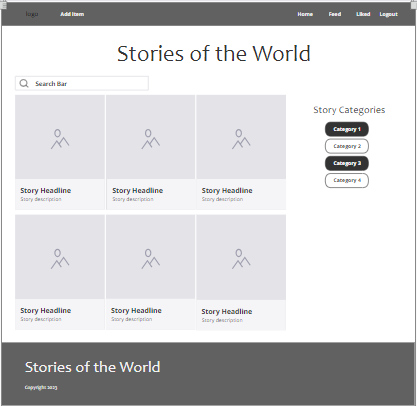 Logo Add Item Home Feed Liked Logout
Stories of the World
Search Bar
Story Categories
Category 1
Category 2
Category 3
Category 4
Story Headline Story Headline Story Headline
Story description Story description Story description
Story Headline Story Headline Story Headline
Story description Story description Story description
Stories of the World
Copyright 2023